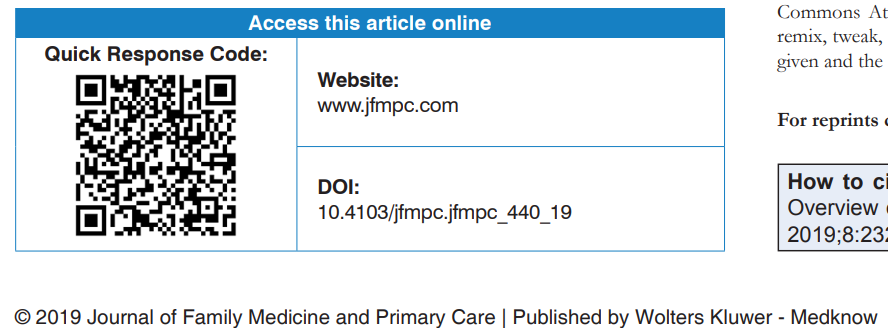 Access this article online
Quick Response Code:
Website:
www.jfmpc.com
DOI:
10.4103/jfmpc.jfmpc_440_19
Commons At
remix, tweak,
given and the
For reprints
How to ci
Overview
2019;8:232
© 2019 Journal of Family Medicine and Primary Care | Published by Wolters Kluwer - Medknow